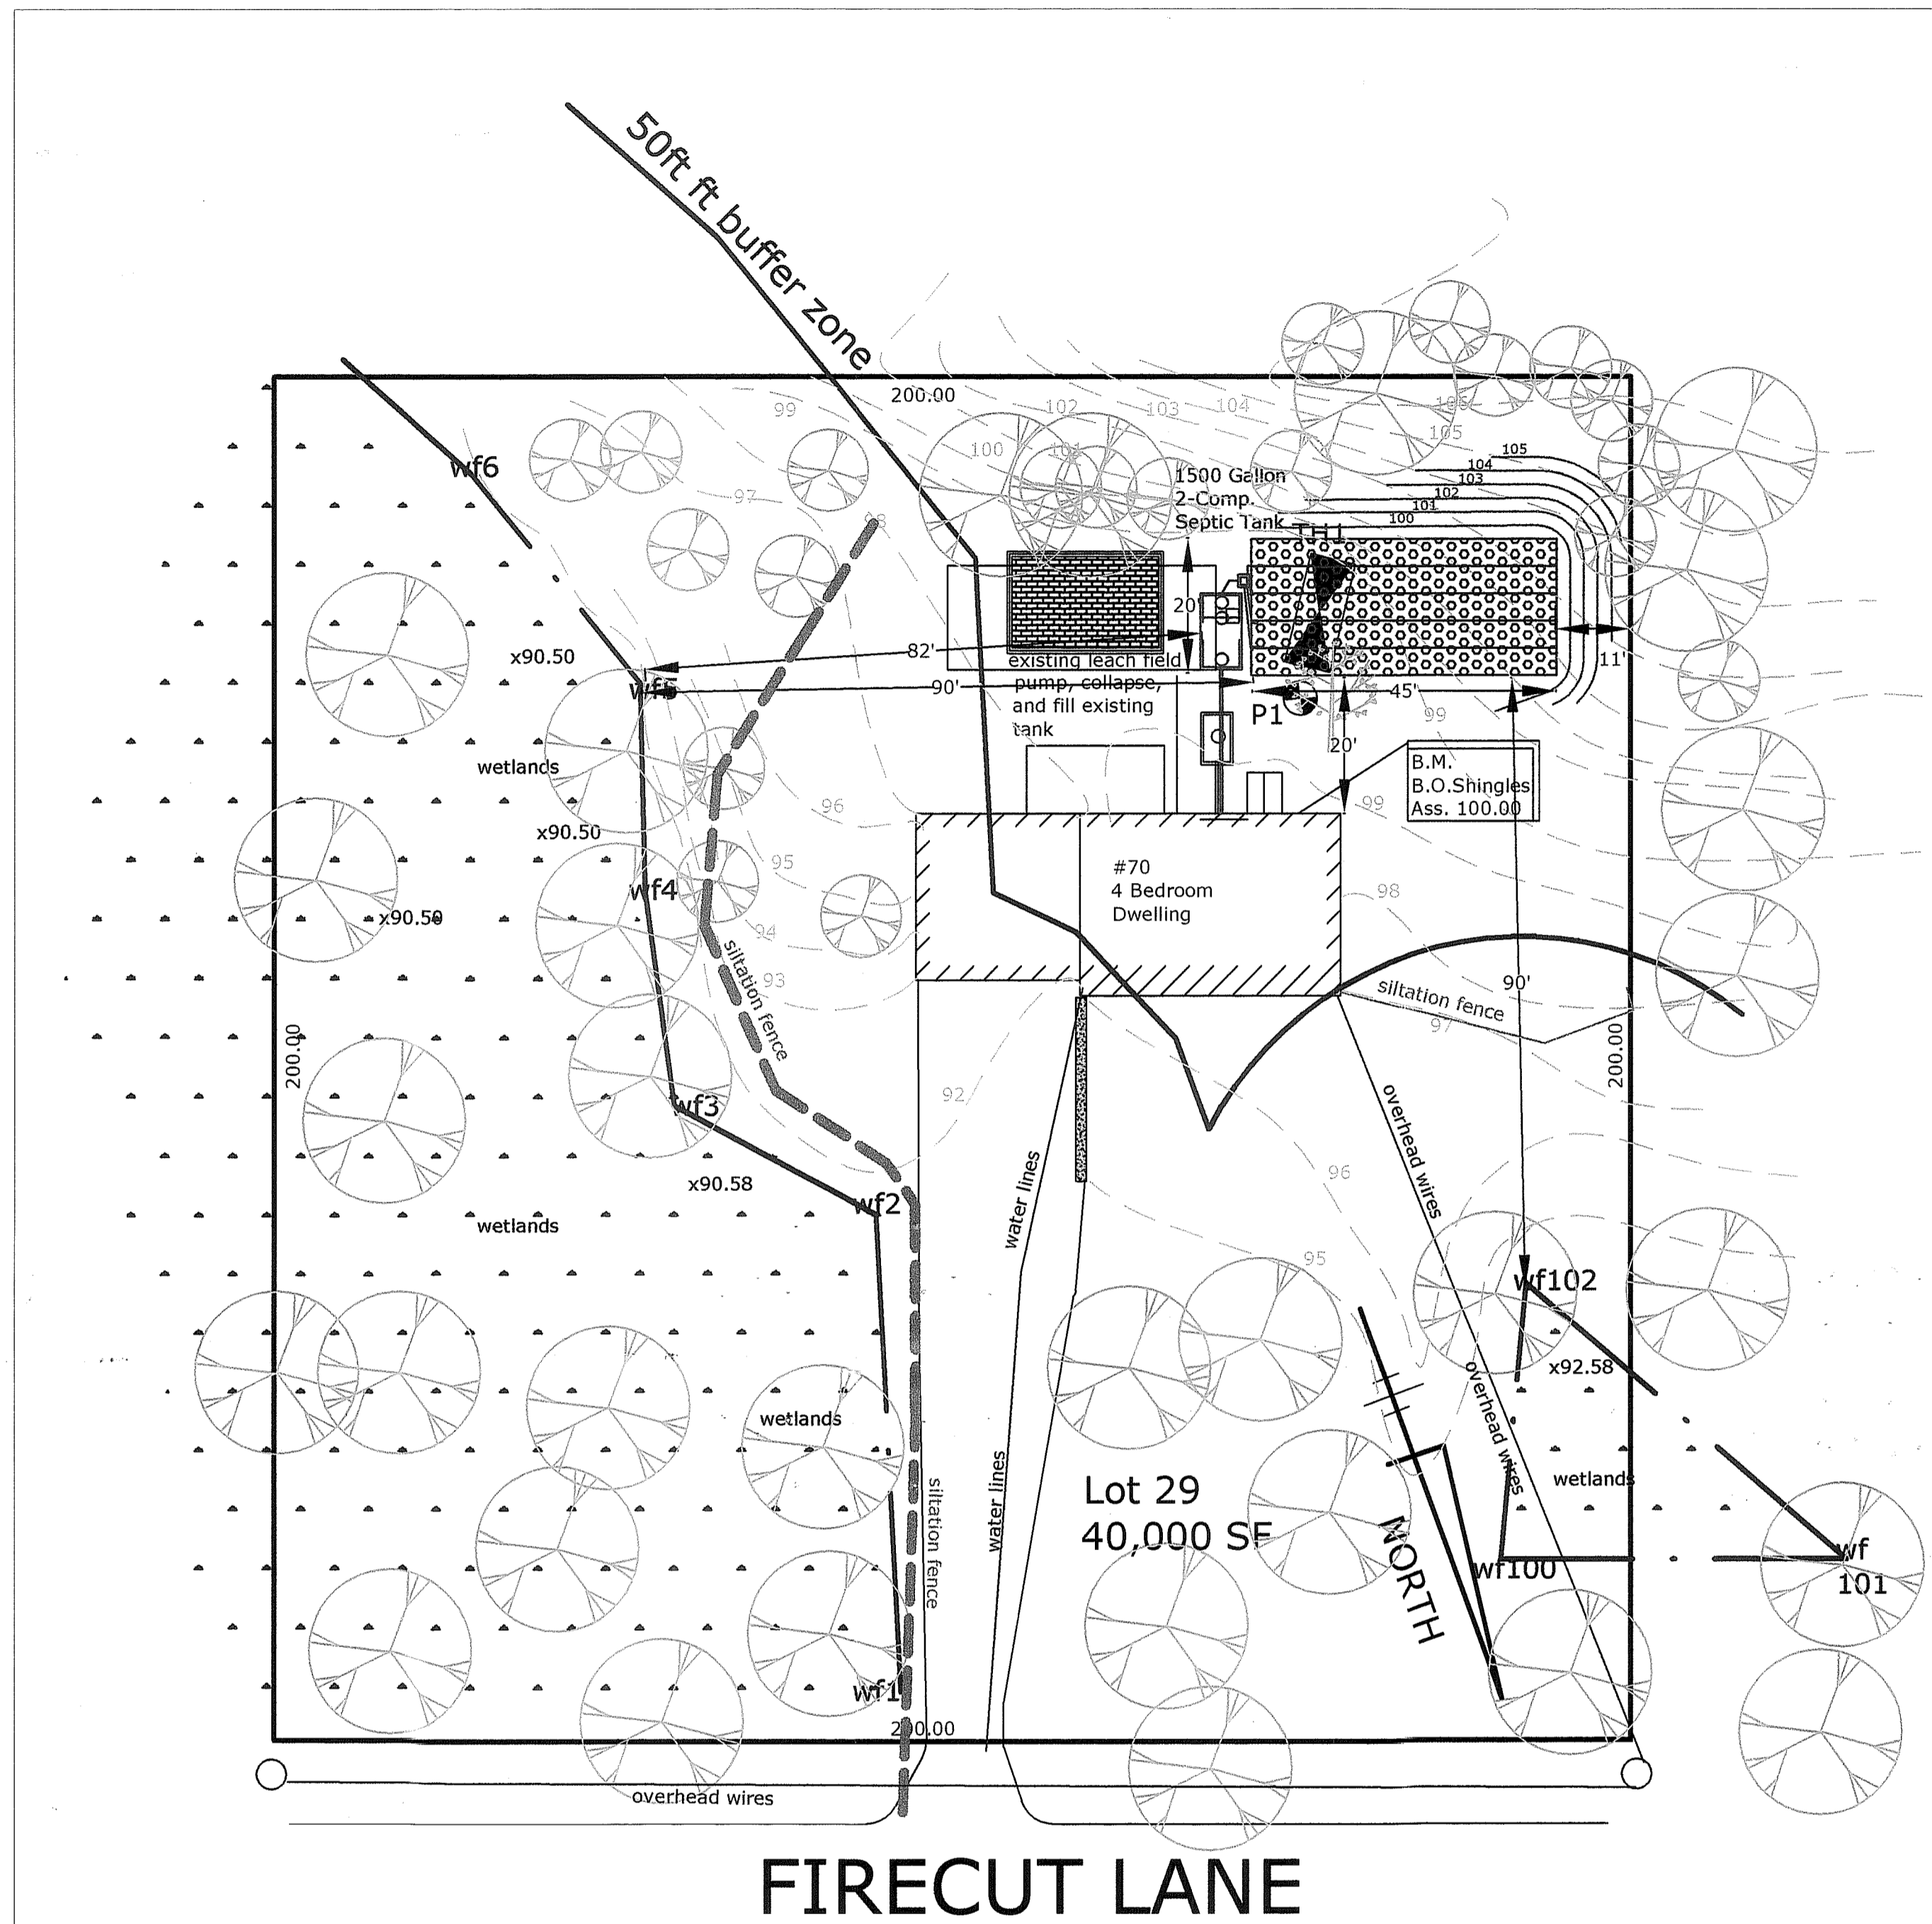 50ft ft buffer zone
200.00
99
102
103
104
106
105
100
101
105
104
103
102
101
100
wf6
97
98
1500 Gallon
2-Comp.
Septic Tank
TH1
20'
82'
x90.50
existing leach field
pump, collapse,
and fill existing
tank
wf5
90'
45'
11'
P1
99
20'
wetlands
B.M.
B.O.Shingles
Ass. 100.00
96
99
x90.50
95
#70
4 Bedroom
Dwelling
wf4
98
x90.50
94
siltation fence
93
90'
siltation fence
97
200.00
200.00
92
wf3
overhead wires
water lines
96
x90.58
wf2
wetlands
95
wf102
x92.58
overhead wires
wetlands
wetlands
siltation fence
water lines
Lot 29
40,000 SF
NORTH
wf100
wf
101
wf1
200.00
overhead wires
FIRECUT LANE